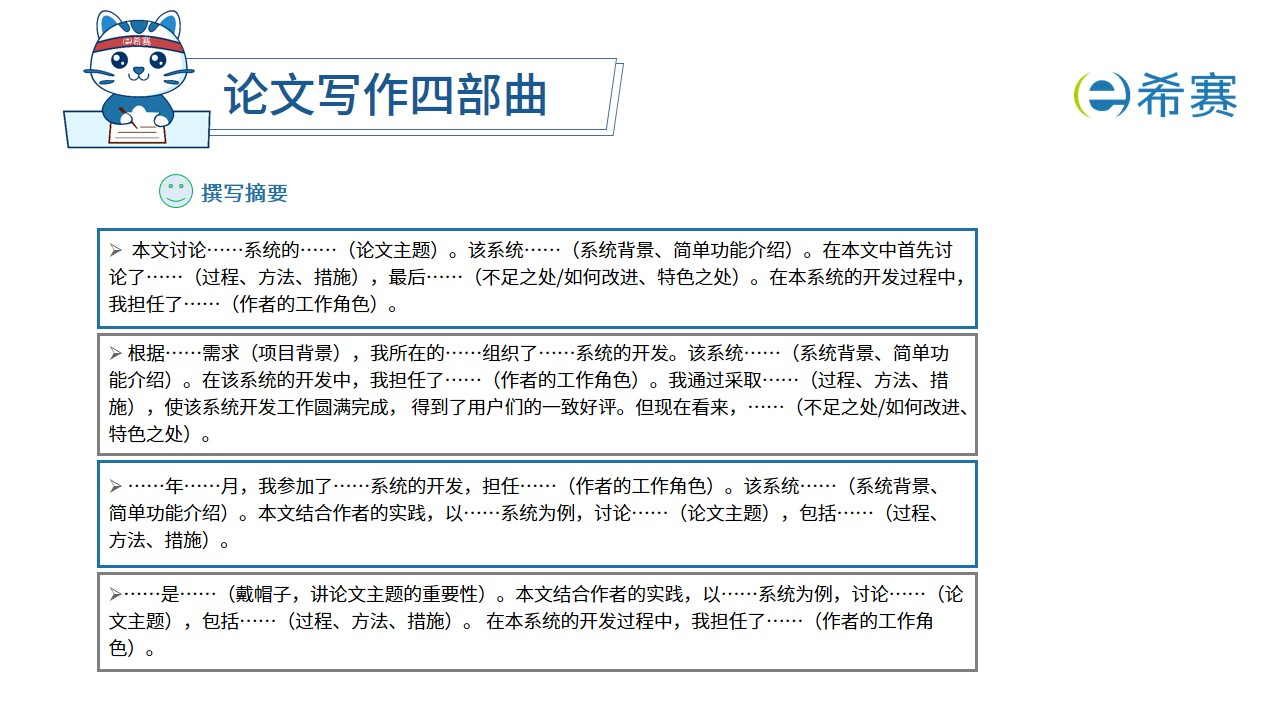 希赛
论文写作四部曲
希赛
撰写摘要
➢ 本文讨论……系统的……（论文主题）。该系统……（系统背景、简单功能介绍）。在本文中首先讨
论了……（过程、方法、措施），最后……（不足之处/如何改进、特色之处）。在本系统的开发过程中，
我担任了……（作者的工作角色）。
➢ 根据……需求（项目背景），我所在的……组织了……系统的开发。该系统……（系统背景、简单功
能介绍）。在该系统的开发中，我担任了……（作者的工作角色）。我通过采取……（过程、方法、措
施），使该系统开发工作圆满完成， 得到了用户们的一致好评。但现在看来，……（不足之处/如何改进、
特色之处）。
➢ ……年……月，我参加了……系统的开发，担任……（作者的工作角色）。该系统……（系统背景、
简单功能介绍）。本文结合作者的实践，以……系统为例，讨论……（论文主题），包括……（过程、
方法、措施）。
➢……是……（戴帽子，讲论文主题的重要性）。本文结合作者的实践，以……系统为例，讨论……（论
文主题），包括……（过程、方法、措施）。 在本系统的开发过程中，我担任了……（作者的工作角
色）。